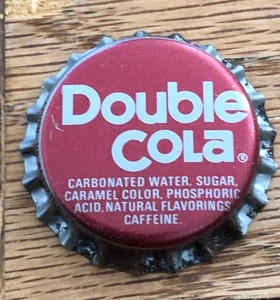 Double
COLA®
CARBONATED WATER, SUGAR,
CARAMEL COLOR, PHOSPHORIC
ACID, NATURAL FLAVORINGS,
CAFFEINE.